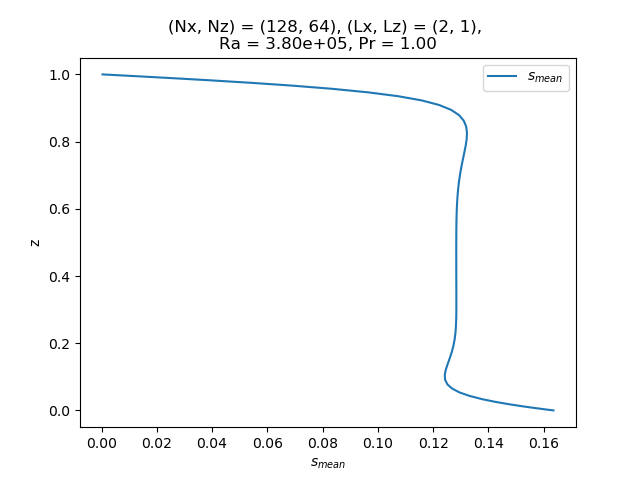 (Nx, Nz) = (128, 64), (Lx, Lz) = (2, 1),
Ra = 3.80e+05, Pr = 1.00
s_mean
1.0
0.8
0.6
0.4
0.2
0.0
z
0.00 0.02 0.04 0.06 0.08 0.10 0.12 0.14 0.16
s_mean